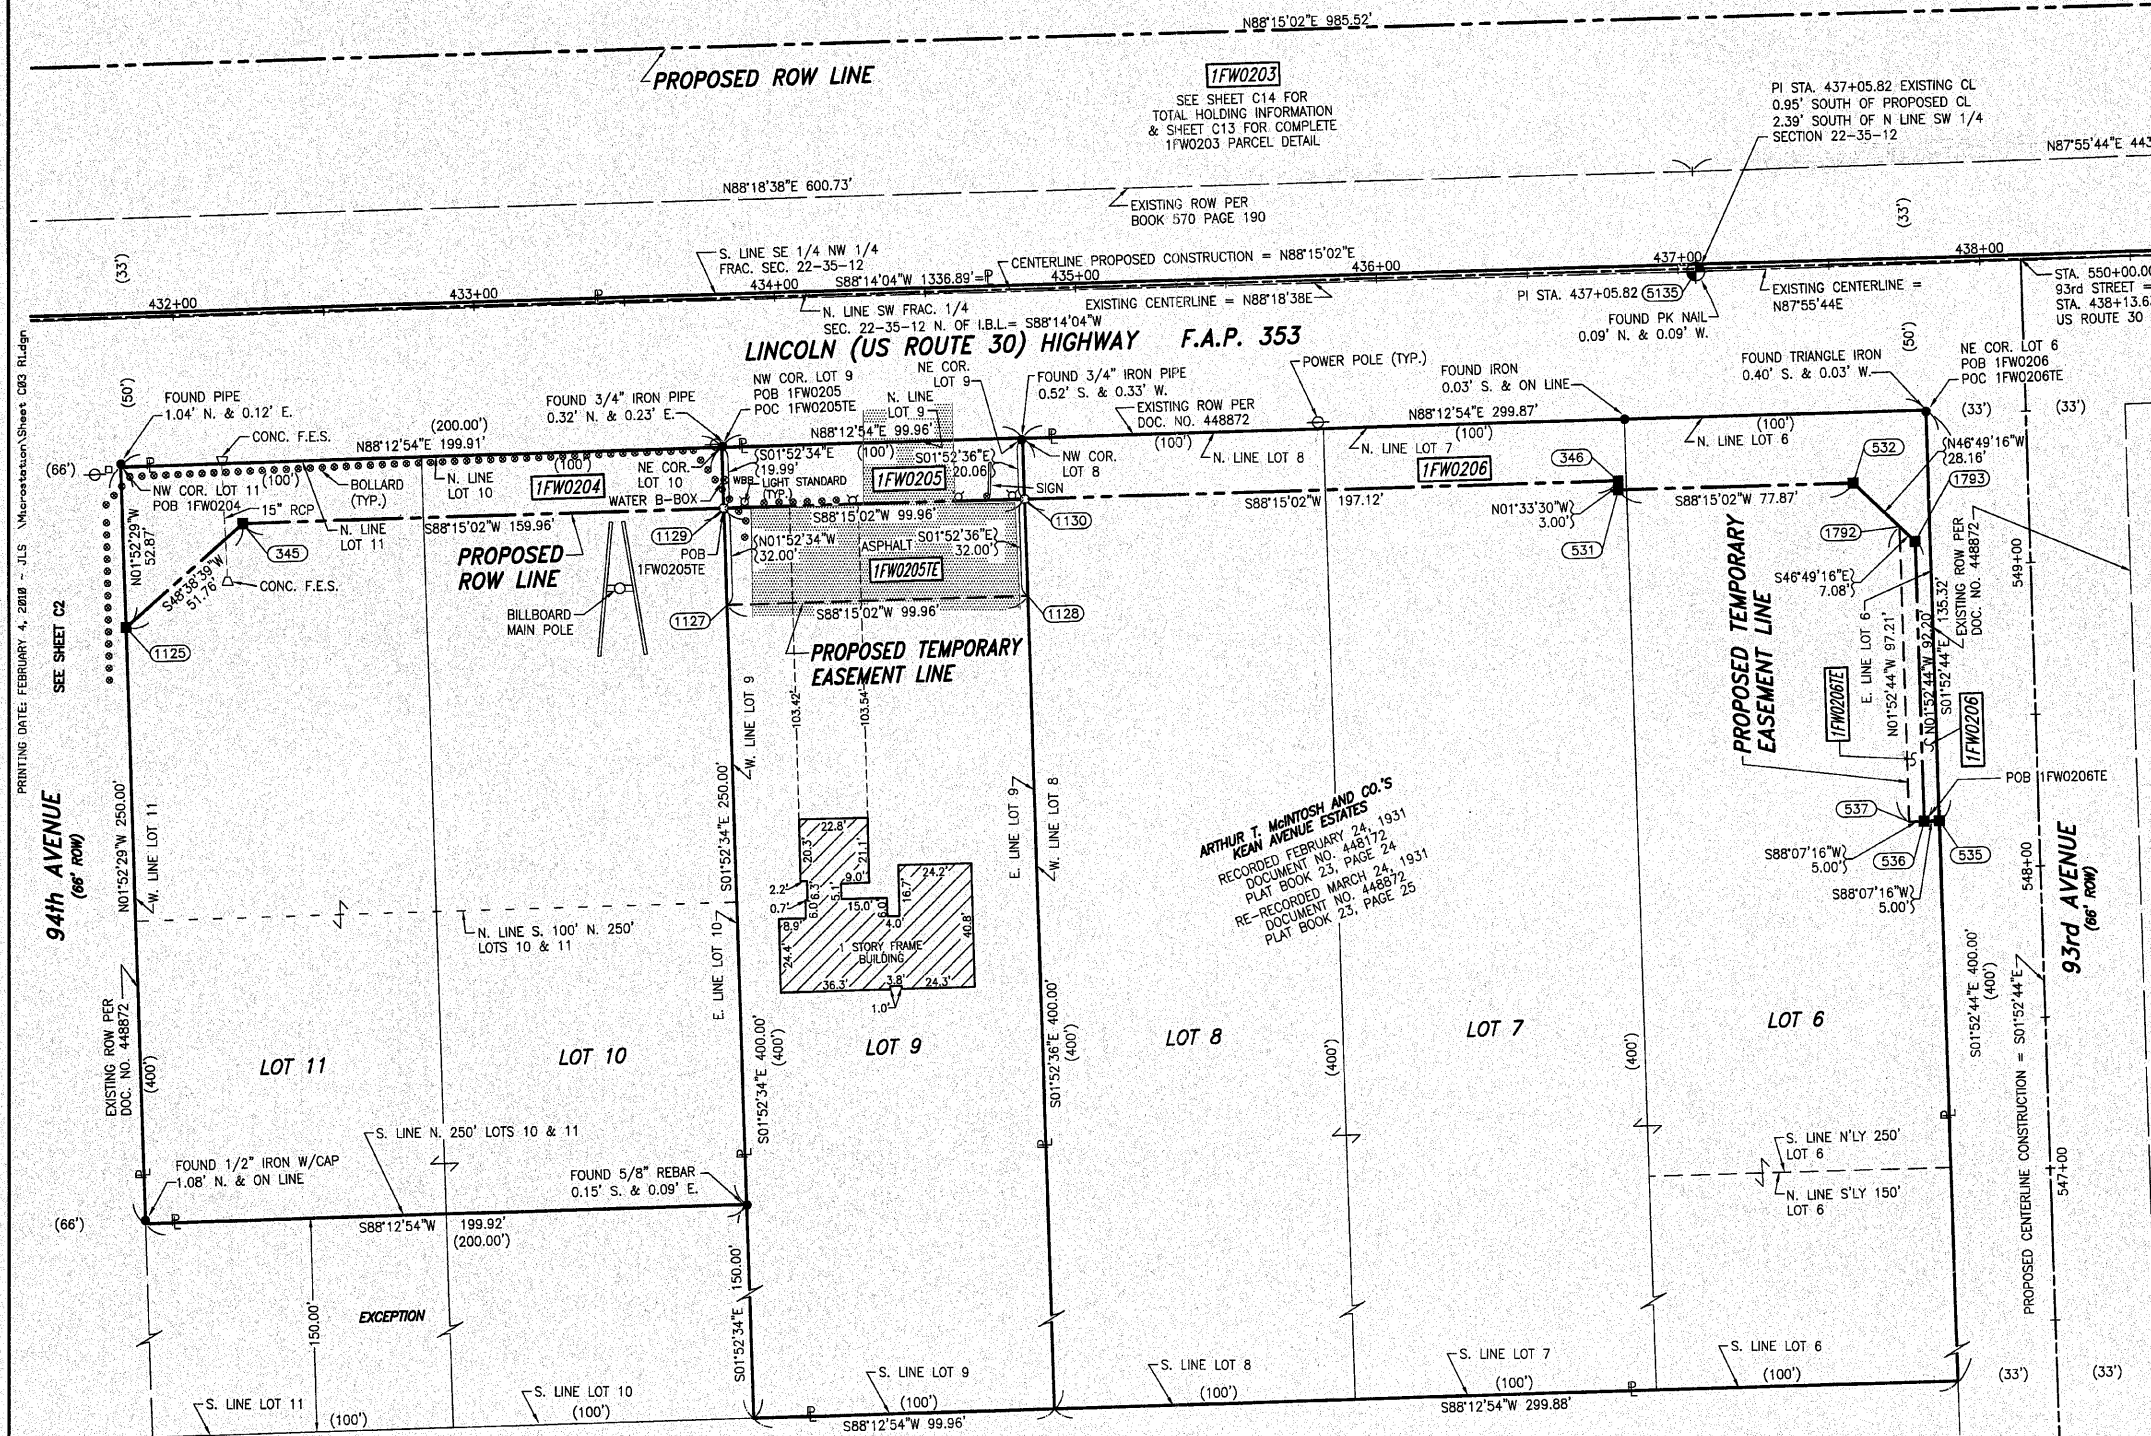 N88°15'02"E 985.52'
PROPOSED ROW LINE
1FW0203
SEE SHEET C14 FOR
TOTAL HOLDING INFORMATION
& SHEET C13 FOR COMPLETE
1FW0203 PARCEL DETAIL
PI STA. 437+05.82 EXISTING CL
0.95' SOUTH OF PROPOSED CL
2.39' SOUTH OF N LINE SW 1/4
SECTION 22-35-12
N87°55'44"E 443
N88°18'38"E 600.73'
EXISTING ROW PER
BOOK 570 PAGE 190
(33')
(33')
S. LINE SE 1/4 NW 1/4
FRAC. SEC. 22-35-12
S88°14'04"W 1336.89'=
CENTERLINE PROPOSED CONSTRUCTION = N88°15'02"E
432+00
433+00
434+00
435+00
436+00
437+00
438+00
N. LINE SW FRAC. 1/4
SEC. 22-35-12 N. OF I.B.L.= S88°14'04"W
EXISTING CENTERLINE = N88°18'38E
PI STA. 437+05.82
5135
FOUND PK NAIL
0.09' N. & 0.09' W.
EXISTING CENTERLINE =
N87°55'44E
STA. 550+00.00
93rd STREET =
STA. 438+13.6
US ROUTE 30
LINCOLN (US ROUTE 30) HIGHWAY F.A.P. 353
(50')
FOUND PIPE
1.04' N. & 0.12' E.
CONC. F.E.S.
(200.00')
N88°12'54"E 199.91'
FOUND 3/4" IRON PIPE
0.32' N. & 0.23' E.
NW COR. LOT 9
POB 1FW0205
POC 1FW0205TE
NE COR.
LOT 9
N. LINE
LOT 9
FOUND 3/4" IRON PIPE
0.52' S. & 0.33' W.
EXISTING ROW PER
DOC. NO. 448872
POWER POLE (TYP.)
FOUND IRON
0.03' S. & ON LINE
FOUND TRIANGLE IRON
0.40' S. & 0.03' W.
(50')
NE COR. LOT 6
POB 1FW0206
POC 1FW0206TE
(33')
(33')
(66')
NW COR. LOT 11
POB 1FW0204
(100')
BOLLARD
(TYP.)
15" RCP
N. LINE
LOT 11
N. LINE
LOT 10
(100')
1FW0204
NE COR.
LOT 10
WATER B-BOX
WBB
N88°12'54"E 99.96'
(100')
S01°52'34"E
19.99'
LIGHT STANDARD
(TYP.)
1FW0205
S01°52'36"E
20.06'
SIGN
NW COR.
LOT 8
(100')
N. LINE LOT 8
N88°12'54"E 299.87'
N. LINE LOT 7
(100')
1FW0206
346
N. LINE LOT 6
(100')
532
N46°49'16"W
28.16'
1793
N01°52'29"W
52.87'
345
S48°38'39"W
51.76'
CONC. F.E.S.
1125
S88°15'02"W 159.96'
PROPOSED
ROW LINE
BILLBOARD
MAIN POLE
1129
POB
1FW0205TE
S88°15'02"W 99.96'
N01°52'34"W
32.00'
ASPHALT
S01°52'36"E
32.00'
1FW0205TE
S88°15'02"W 99.96'
1130
1127
1128
PROPOSED TEMPORARY
EASEMENT LINE
S88°15'02"W 197.12'
N01°33'30"W
3.00'
531
S88°15'02"W 77.87'
1792
S46°49'16"E
7.08'
PROPOSED TEMPORARY
EASEMENT LINE
E. LINE LOT 6
N01°52'44"W 97.21'
N01°52'44"W 92.20'
S01°52'44"E 135.32'
EXISTING ROW PER
DOC. NO. 448872
549+00
1FW0206TE
1FW0206
POB 1FW0206TE
537
536
535
S88°07'16"W
5.00'
S88°07'16"W
5.00'
548+00
93rd AVENUE
(66' ROW)
PRINTING DATE: FEBRUARY 4, 2010 - JLS \Microstation\Sheet C03 R1.dgn
SEE SHEET C2
94th AVENUE
(66' ROW)
N01°52'29"W 250.00'
W. LINE LOT 11
W. LINE LOT 9
S01°52'34"E 250.00'
103.42'
103.54'
E. LINE LOT 9
W. LINE LOT 8
22.8'
20.3'
21.1'
2.2'
6.3'
9.0'
5.1'
0.7'
6.0'
15.0'
6.0'
16.7'
24.2'
8.9'
4.0'
24.4'
40.8'
1 STORY FRAME
BUILDING
36.3'
3.8'
24.3'
1.0'
ARTHUR T. McINTOSH AND CO.'S
KEAN AVENUE ESTATES
RECORDED FEBRUARY 24, 1931
DOCUMENT NO. 448172
PLAT BOOK 23, PAGE 24
RE-RECORDED MARCH 24, 1931
DOCUMENT NO. 448872
PLAT BOOK 23, PAGE 25
N. LINE S. 100' N. 250'
LOTS 10 & 11
E. LINE LOT 10
EXISTING ROW PER
DOC. NO. 448872
(400')
LOT 11
LOT 10
LOT 9
LOT 8
LOT 7
LOT 6
S01°52'34"E 400.00'
(400')
S01°52'36"E 400.00'
(400')
(400')
(400')
S01°52'44"E 400.00'
(400')
PROPOSED CENTERLINE CONSTRUCTION = S01°52'44"E
547+00
S. LINE N. 250' LOTS 10 & 11
FOUND 1/2" IRON W/CAP
1.08' N. & ON LINE
FOUND 5/8" REBAR
0.15' S. & 0.09' E.
(66')
S88°12'54"W 199.92'
(200.00')
S. LINE N'LY 250'
LOT 6
N. LINE S'LY 150'
LOT 6
150.00'
EXCEPTION
S01°52'34"E 150.00'
S. LINE LOT 11
(100')
S. LINE LOT 10
(100')
S. LINE LOT 9
(100')
S88°12'54"W 99.96'
S. LINE LOT 8
(100')
S. LINE LOT 7
(100')
S88°12'54"W 299.88'
S. LINE LOT 6
(100')
(33')
(33')